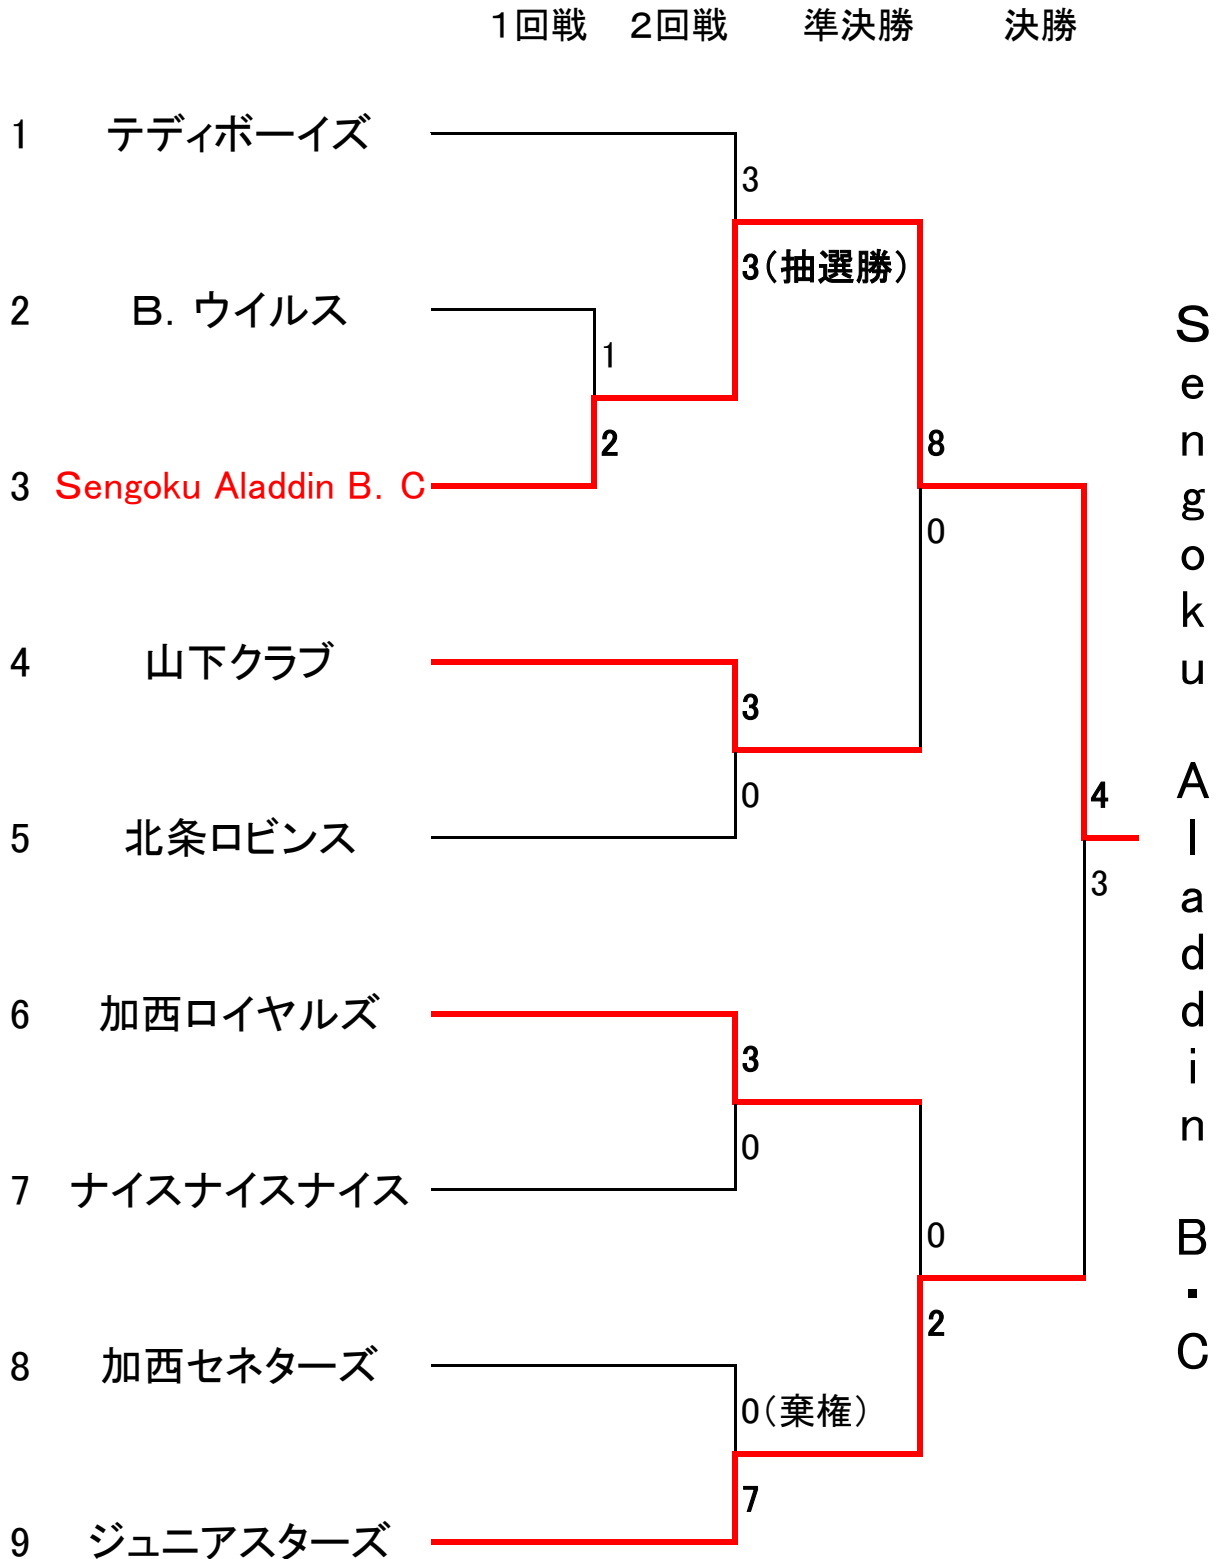 １回戦 ２回戦 準決勝 決勝
1 テディボーイズ
3
3（抽選勝）
2 Ｂ．ウイルス
1
2
8
3 Sengoku Aladdin B．C
0
4 山下クラブ
3
0
4
5 北条ロビンス
3
6 加西ロイヤルズ
3
0
7 ナイスナイスナイス
0
2
8 加西セネターズ
0（棄権）
7
9 ジュニアスターズ
Sengoku Aladdin B・C